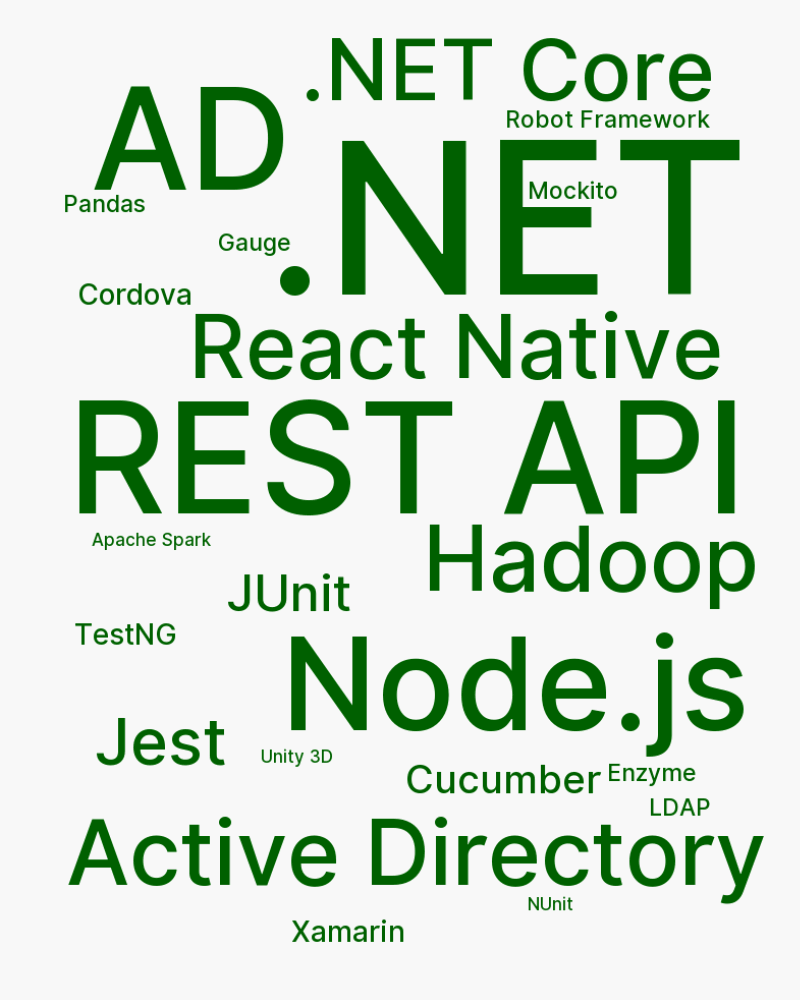 .NET Core
AD
Robot Framework
.NET
Mockito
Pandas
Gauge
Cordova
React Native
REST API
Apache Spark
Hadoop
JUnit
TestNG
Node.js
Jest
Unity 3D
Cucumber
Enzyme
LDAP
Active Directory
NUnit
Xamarin